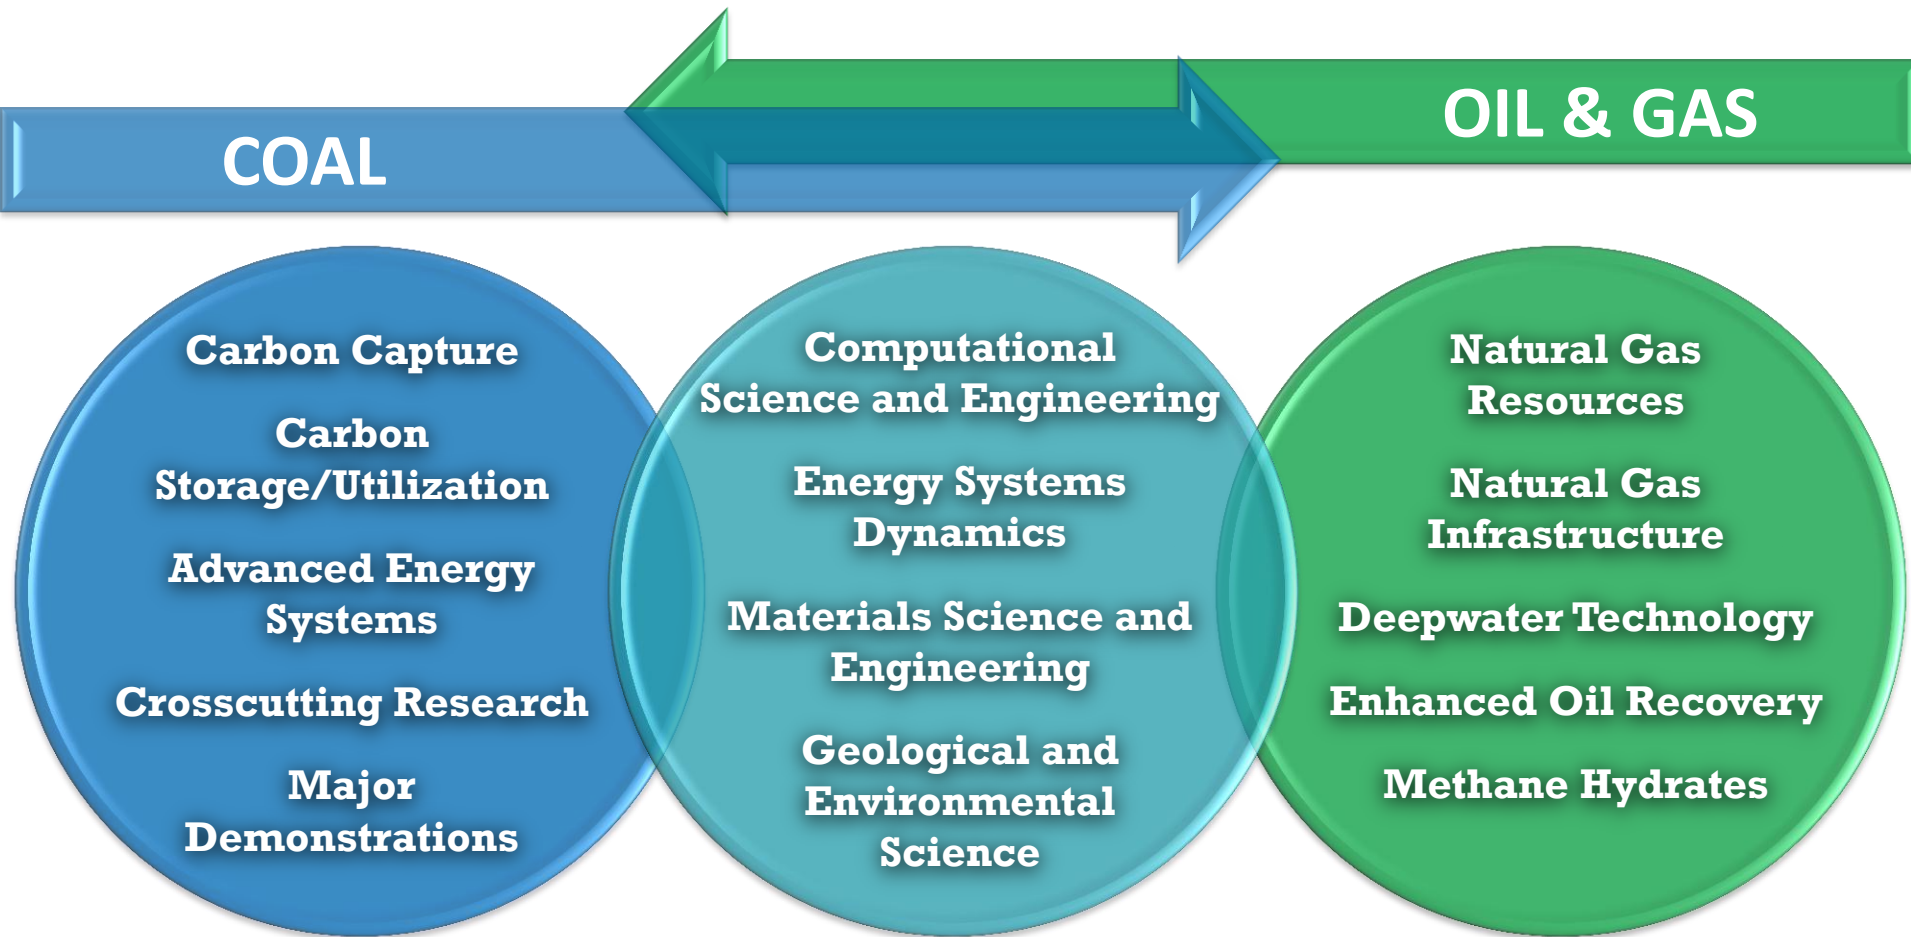 COAL
OIL & GAS
Carbon Capture
Carbon
Storage/Utilization
Advanced Energy
Systems
Crosscutting Research
Major
Demonstrations
Computational
Science and Engineering
Energy Systems
Dynamics
Materials Science and
Engineering
Geological and
Environmental
Science
Natural Gas
Resources
Natural Gas
Infrastructure
Deepwater Technology
Enhanced Oil Recovery
Methane Hydrates